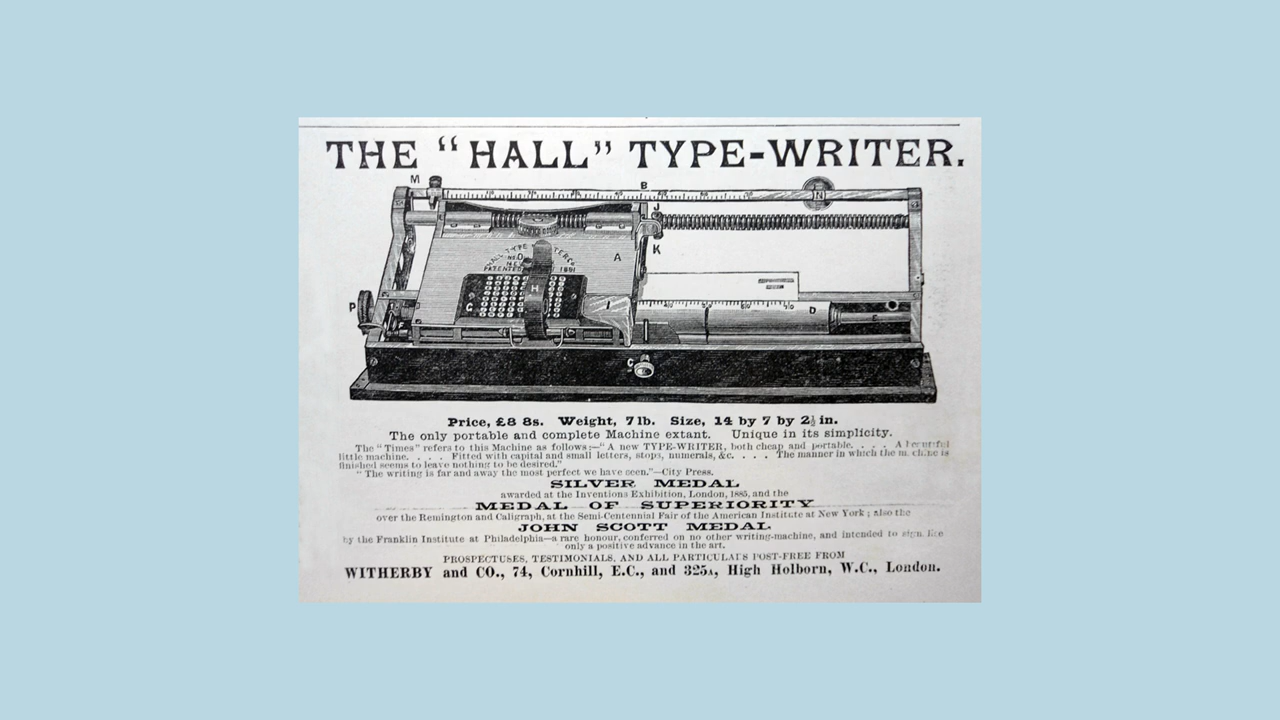 THE “HALL” TYPE-WRITER.
M B N
J
K
A
HALL TYPE WRITER CO
No
N.Y.
PATENTED 1881
H
G I
P
D E
C
Price, £8 8s. Weight, 7 lb. Size, 14 by 7 by 2½ in.
The only portable and complete Machine extant. Unique in its simplicity.
The “Times” refers to this Machine as follows:—“A new TYPE-WRITER, both cheap and portable. . . . . A beautiful
little machine. . . . . Fitted with capital and small letters, stops, numerals, &c. . . . . The manner in which the machine is
finished seems to leave nothing to be desired.”
“The writing is far and away the most perfect we have seen.”—City Press.
SILVER MEDAL
awarded at the Inventions Exhibition, London, 1885, and the
MEDAL OF SUPERIORITY
over the Remington and Caligraph, at the Semi-Centennial Fair of the American Institute at New York; also the
JOHN SCOTT MEDAL
by the Franklin Institute at Philadelphia—a rare honour, conferred on no other writing-machine, and intended to
only a positive advance in the art.
PROSPECTUSES, TESTIMONIALS, AND ALL PARTICULARS POST-FREE FROM
WITHERBY and CO., 74, Cornhill, E.C., and 325A, High Holborn, W.C., London.